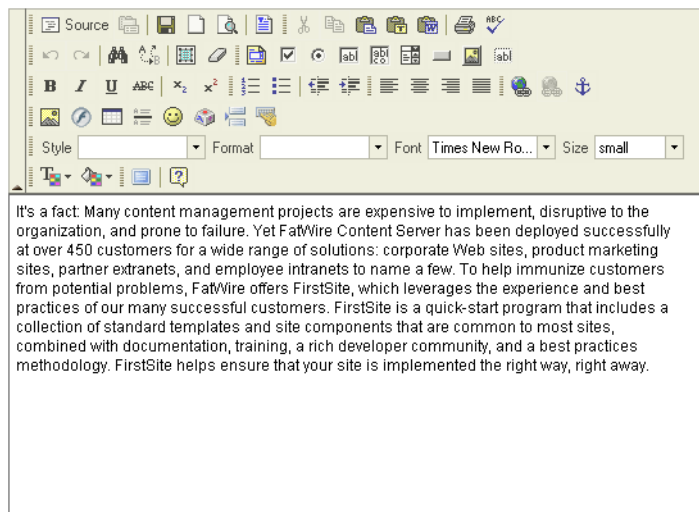 Source ABC
ab
B I U ABC x₂ x²
Style Format Font Times New Ro... Size small
It's a fact: Many content management projects are expensive to implement, disruptive to the
organization, and prone to failure. Yet FatWire Content Server has been deployed successfully
at over 450 customers for a wide range of solutions: corporate Web sites, product marketing
sites, partner extranets, and employee intranets to name a few. To help immunize customers
from potential problems, FatWire offers FirstSite, which leverages the experience and best
practices of our many successful customers. FirstSite is a quick-start program that includes a
collection of standard templates and site components that are common to most sites,
combined with documentation, training, a rich developer community, and a best practices
methodology. FirstSite helps ensure that your site is implemented the right way, right away.